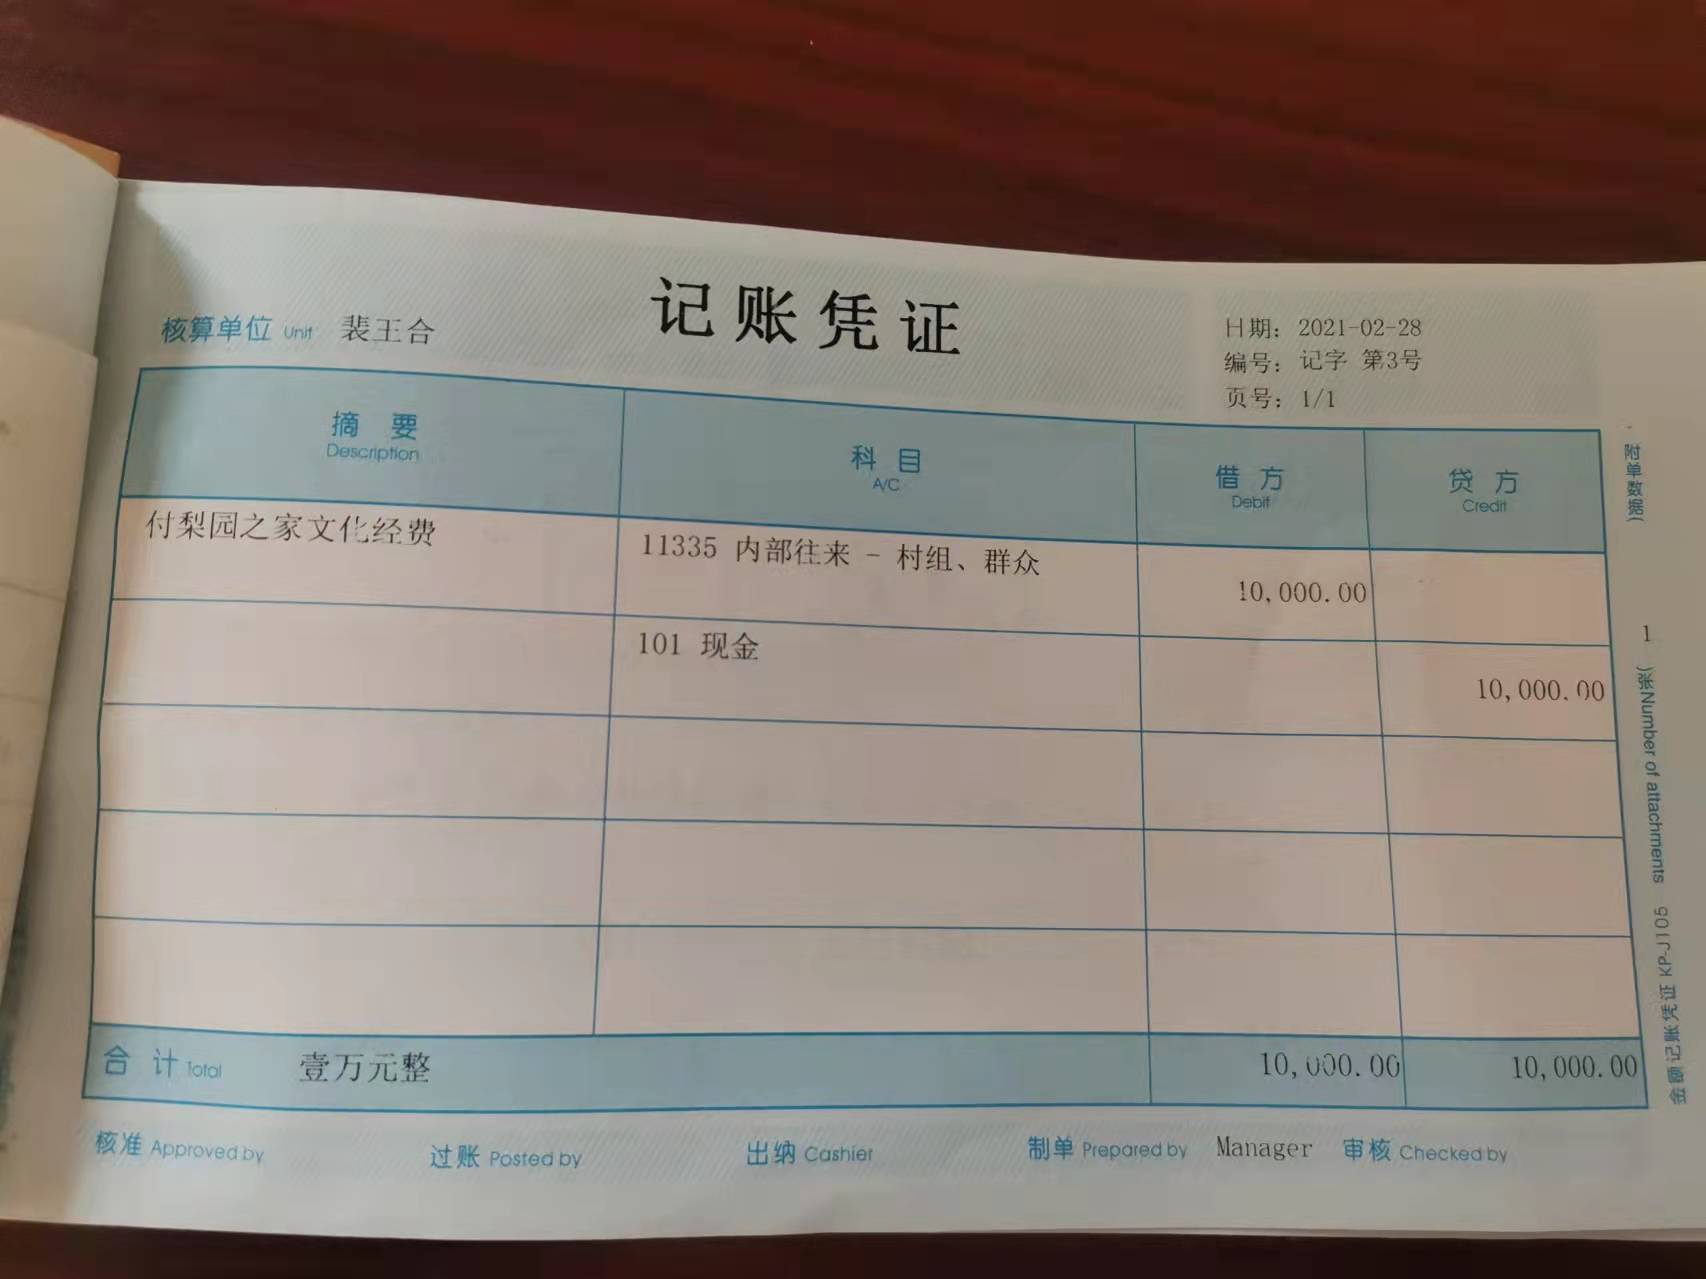 记账凭证
核算单位 Unit 裴王合
日期： 2021-02-28
编号： 记字 第3号
页号： 1/1
摘 要 科 目 借 方 贷 方
Description A/C Debit Credit
付梨园之家文化经费 11335 内部往来 - 村组、群众 10,000.00
101 现金 10,000.00
合 计 Total 壹万元整 10,000.00 10,000.00
核准 Approved by 过账 Posted by 出纳 Cashier 制单 Prepared by Manager 审核 Checked by
附单数据） 1 （张）Number of attachments 金额记账凭证 KP-J105